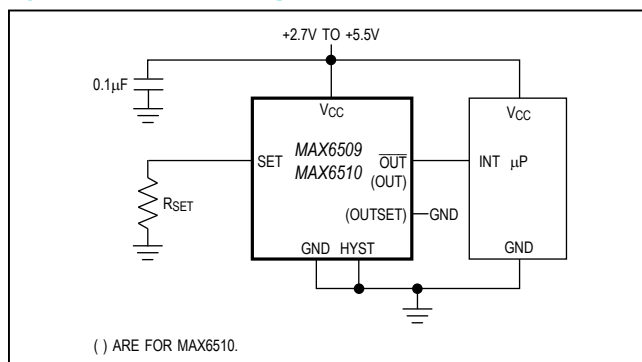 +2.7V TO +5.5V
0.1μF
VCC
VCC
SET
MAX6509
MAX6510
OUT
(OUT)
INT μP
RSET
(OUTSET)
GND
GND HYST
GND
( ) ARE FOR MAX6510.